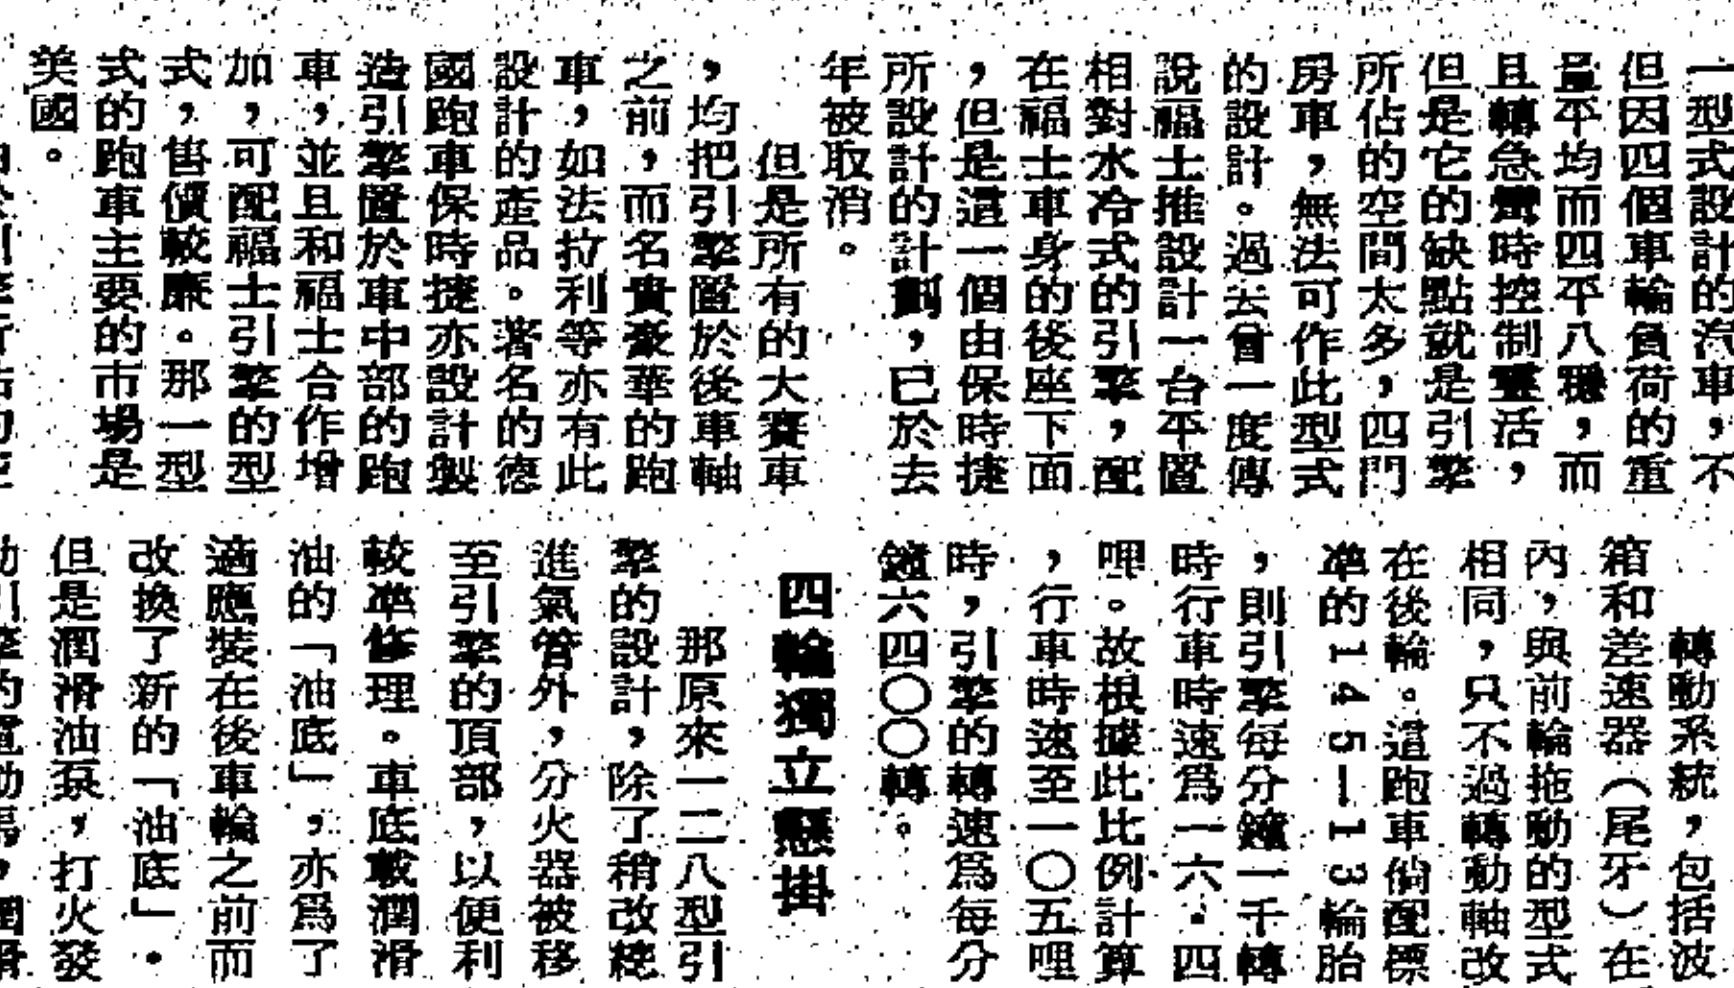 一型式設計的汽車，不
但因四個車輪負荷的重
量平均而四平八穩，而
且轉急彎時控制靈活，
但是它的缺點就是引擎
所佔的空間太多，四門
房車，無法可作此型式
的設計。過去曾一度傳
說福士推設計一台平置
相對水冷式的引擎，配
在福士車身的後座下面
，但是這一個由保時捷
所設計的計劃，已於去
年被取消。
但是所有的大賽車
，均把引擎置於後車軸
之前，而名貴豪華的跑
車，如法拉利等亦有此
設計的產品。著名的德
國跑車保時捷亦設計製
造引擎置於車中部的跑
車，並且和福士合作增
加，可配福士引擎的型
式，售價較廉。那一型
式的跑車主要的市場是
美國。
轉動系統，包括波
箱和差速器（尾牙）在
內，與前輪拖動的型式
相同，只不過轉動軸改
在後輪。這跑車倘配標
準的145－13輪胎
，則引擎每分鐘一千轉
時行車時速爲一六．四
哩。故根據此比例計算
，行車時速至一〇五哩
時，引擎的轉速爲每分
鐘六四〇〇轉。
四輪獨立懸掛
那原來一二八型引
擎的設計，除了稍改總
進氣管外，分火器被移
至引擎的頂部，以便利
較準修理。車底載潤滑
油的「油底」，亦爲了
適應裝在後車輪之前而
改換了新的「油底」．
但是潤滑油泵，打火發